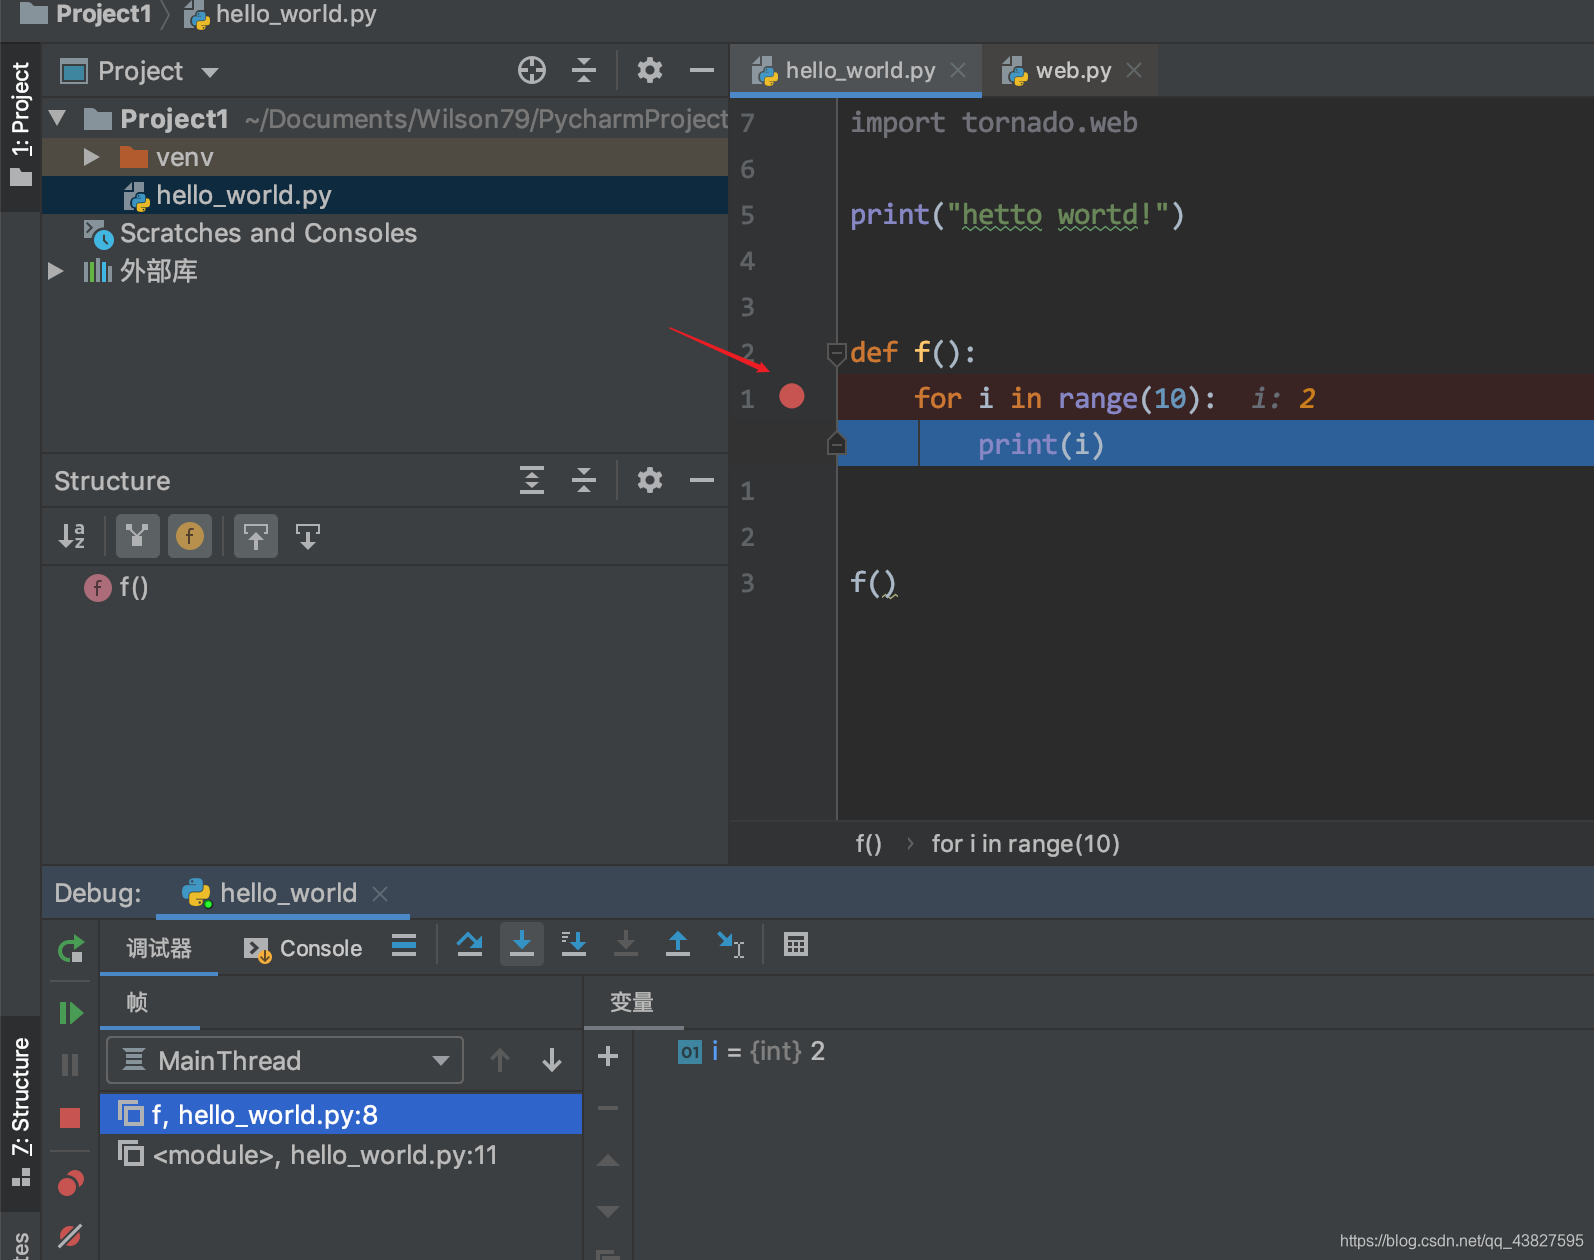 Project1 hello_world.py
1: Project
Project
Project1 ~/Documents/Wilson79/PycharmProject
venv
hello_world.py
Scratches and Consoles
外部库
Structure
f f()
hello_world.py web.py
7 import tornado.web
6
5 print("hetto wortd!")
4
3
2 def f():
1 for i in range(10): i: 2
print(i)
1
2
3 f()
f() › for i in range(10)
Debug: hello_world
调试器 Console
帧
变量
MainThread
f, hello_world.py:8
<module>, hello_world.py:11
01 i = {int} 2
Z: Structure
tes
https://blog.csdn.net/qq_43827595